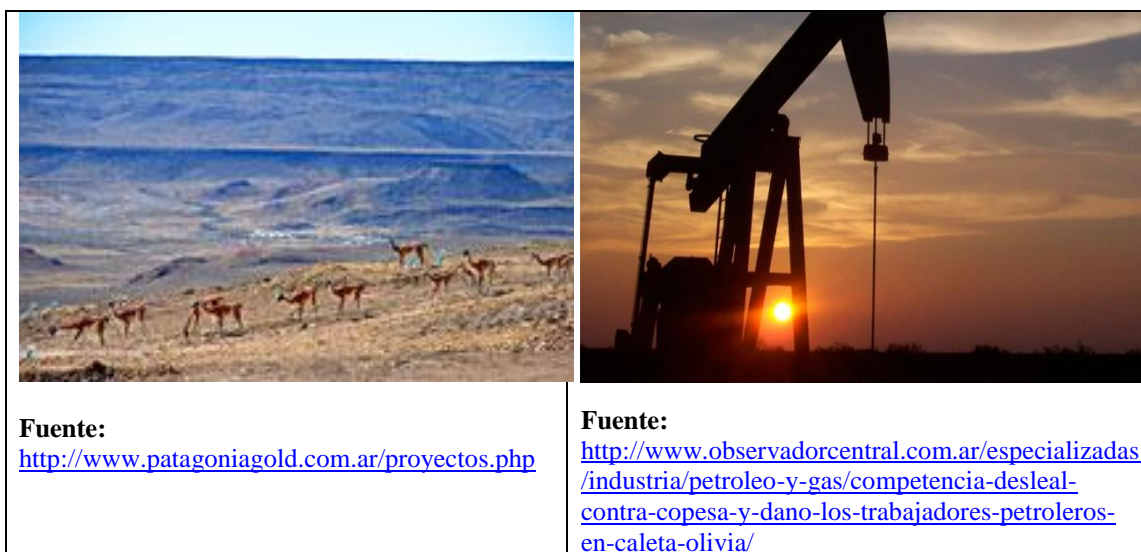 Fuente:
http://www.patagoniagold.com.ar/proyectos.php
Fuente:
http://www.observadorcentral.com.ar/especializadas
/industria/petroleo-y-gas/competencia-desleal-
contra-copesa-y-dano-los-trabajadores-petroleros-
en-caleta-olivia/